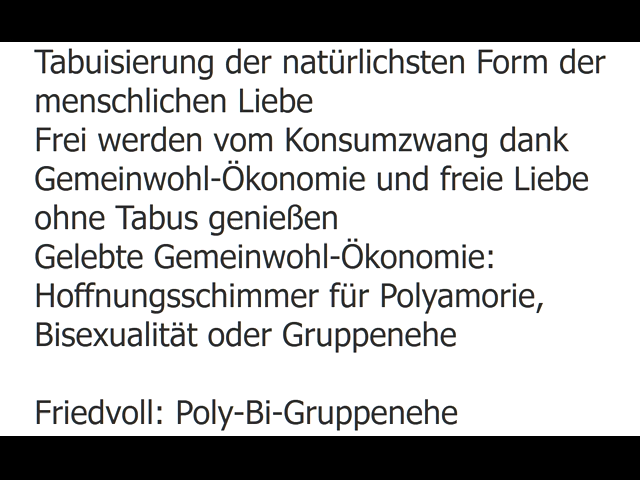 Tabuisierung der natürlichsten Form der
menschlichen Liebe
Frei werden vom Konsumzwang dank
Gemeinwohl-Ökonomie und freie Liebe
ohne Tabus genießen
Gelebte Gemeinwohl-Ökonomie:
Hoffnungsschimmer für Polyamorie,
Bisexualität oder Gruppenehe
Friedvoll: Poly-Bi-Gruppenehe